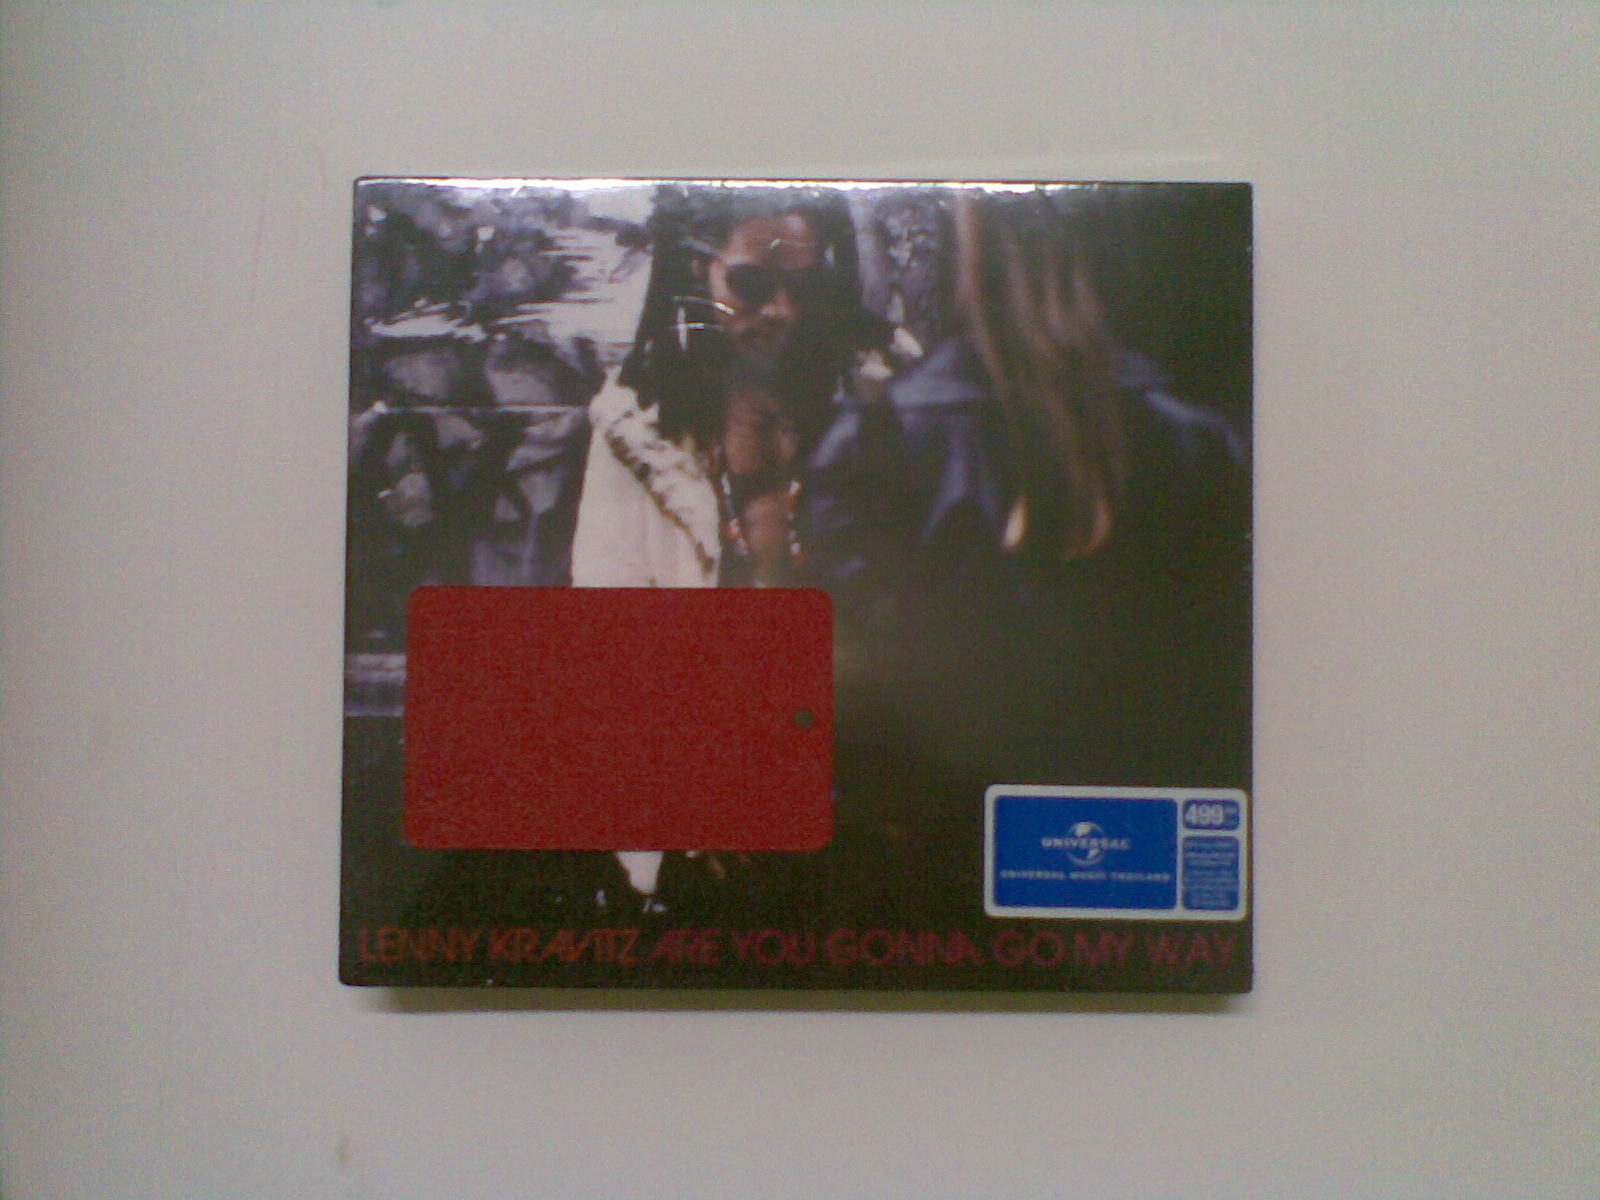 499
UNIVERSAL
UNIVERSAL MUSIC THAILAND
LENNY KRAVITZ ARE YOU GONNA GO MY WAY